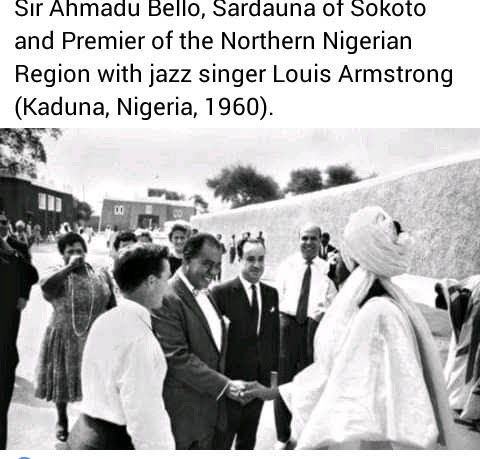 Sir Ahmadu Bello, Sardauna of Sokoto
and Premier of the Northern Nigerian
Region with jazz singer Louis Armstrong
(Kaduna, Nigeria, 1960).